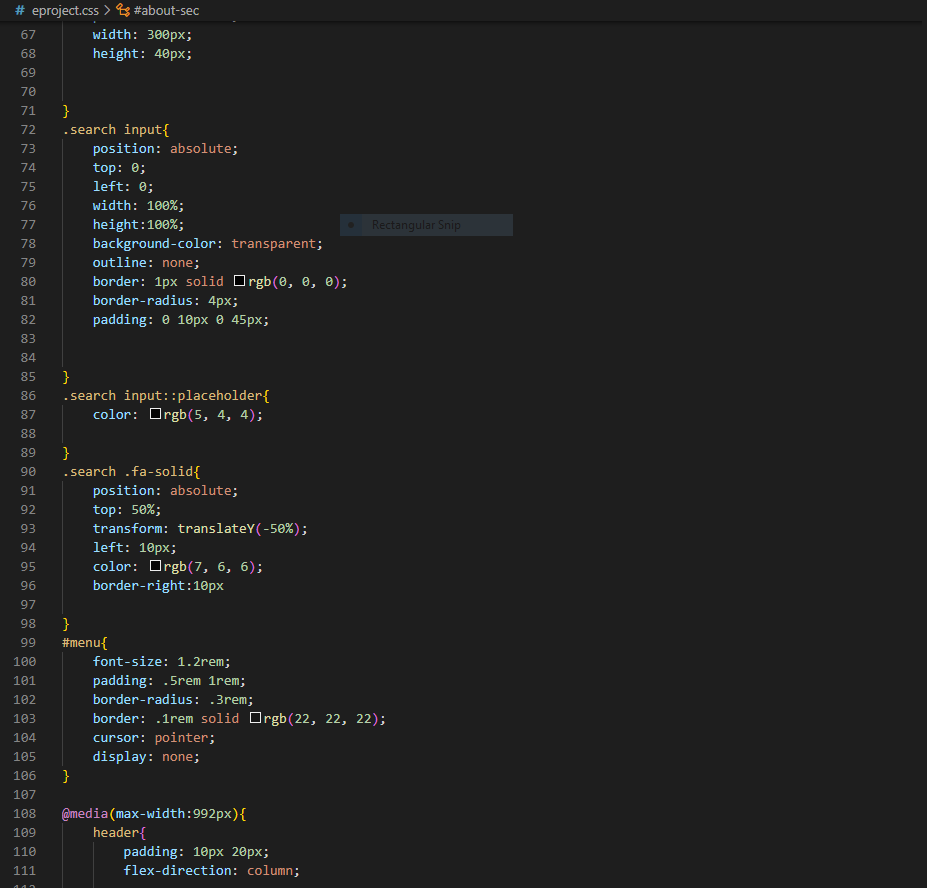 # eproject.css > #about-sec
67 width: 300px;
68 height: 40px;
69
70
71 }
72 .search input{
73 position: absolute;
74 top: 0;
75 left: 0;
76 width: 100%;
77 height:100%;
Rectangular Snip
78 background-color: transparent;
79 outline: none;
80 border: 1px solid rgb(0, 0, 0);
81 border-radius: 4px;
82 padding: 0 10px 0 45px;
83
84
85 }
86 .search input::placeholder{
87 color: rgb(5, 4, 4);
88
89 }
90 .search .fa-solid{
91 position: absolute;
92 top: 50%;
93 transform: translateY(-50%);
94 left: 10px;
95 color: rgb(7, 6, 6);
96 border-right:10px
97
98 }
99 #menu{
100 font-size: 1.2rem;
101 padding: .5rem 1rem;
102 border-radius: .3rem;
103 border: .1rem solid rgb(22, 22, 22);
104 cursor: pointer;
105 display: none;
106 }
107
108 @media(max-width:992px){
109 header{
110 padding: 10px 20px;
111 flex-direction: column;